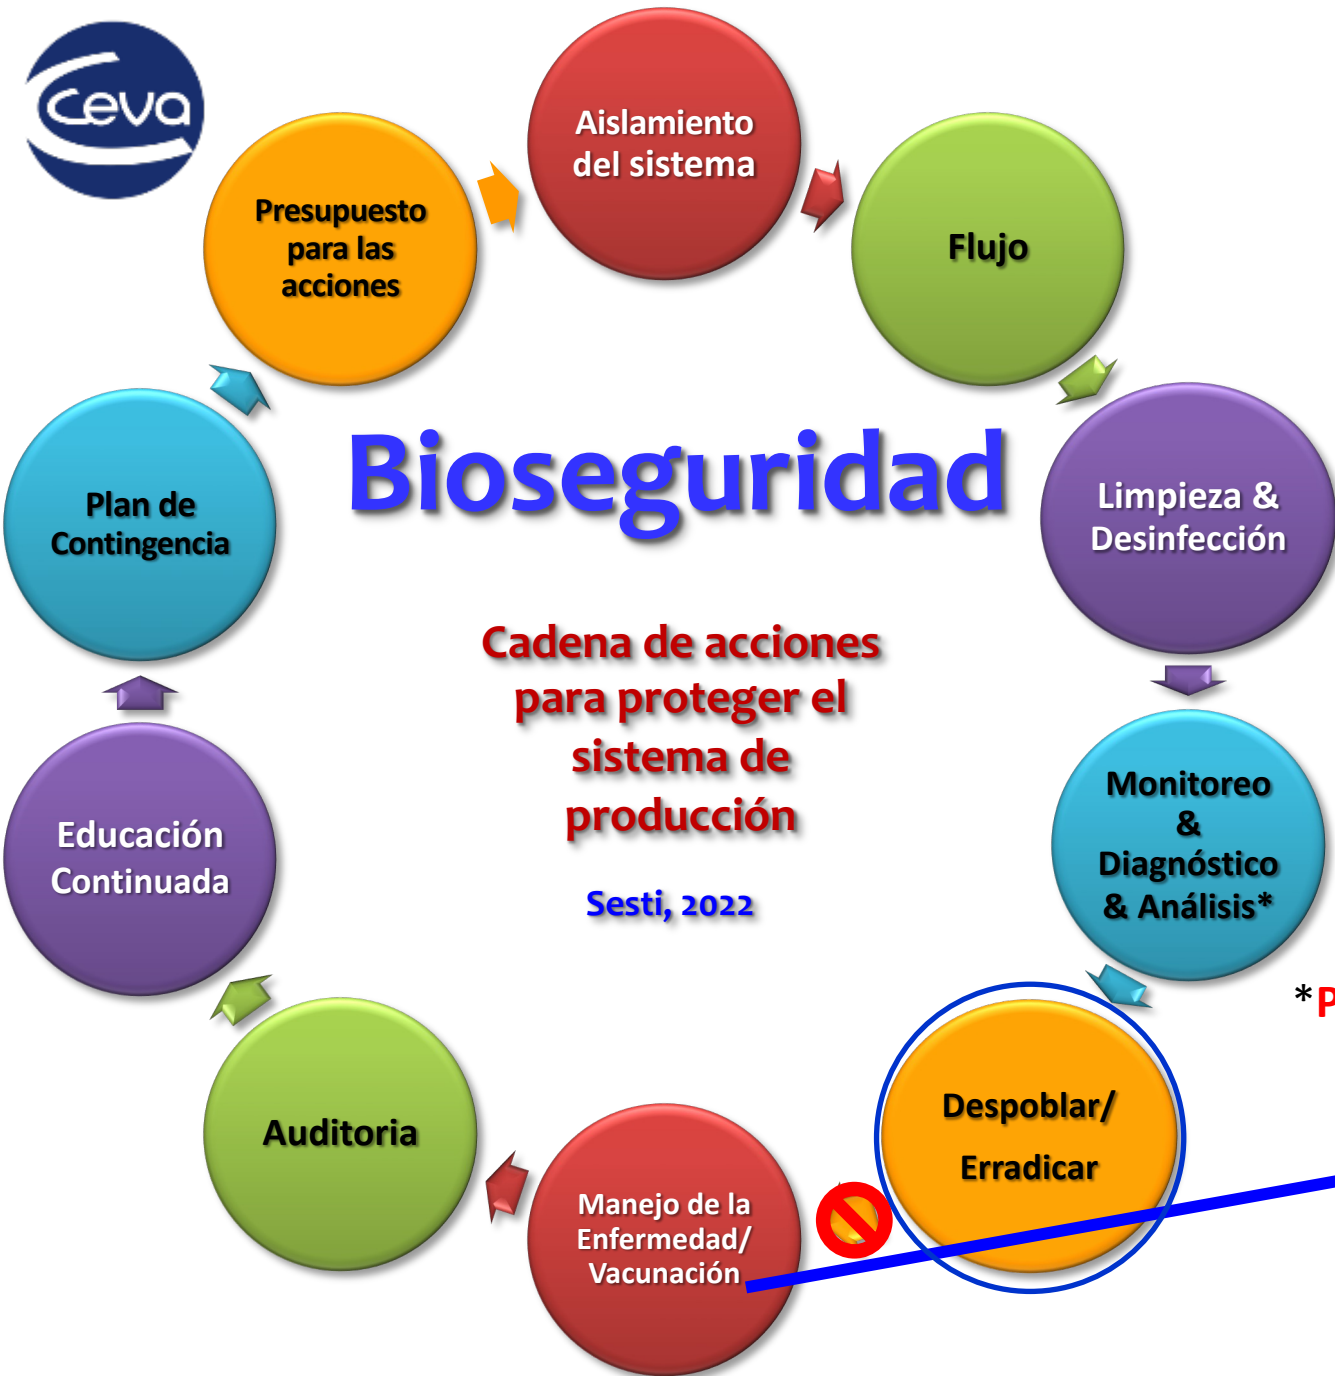 Ceva
Aislamiento
del sistema
Flujo
Limpieza &
Desinfección
Monitoreo
&
Diagnóstico
& Análisis*
*P
Despoblar/
Erradicar
Manejo de la
Enfermedad/
Vacunación
Auditoria
Educación
Continuada
Plan de
Contingencia
Presupuesto
para las
acciones
Bioseguridad
Cadena de acciones
para proteger el
sistema de
producción
Sesti, 2022